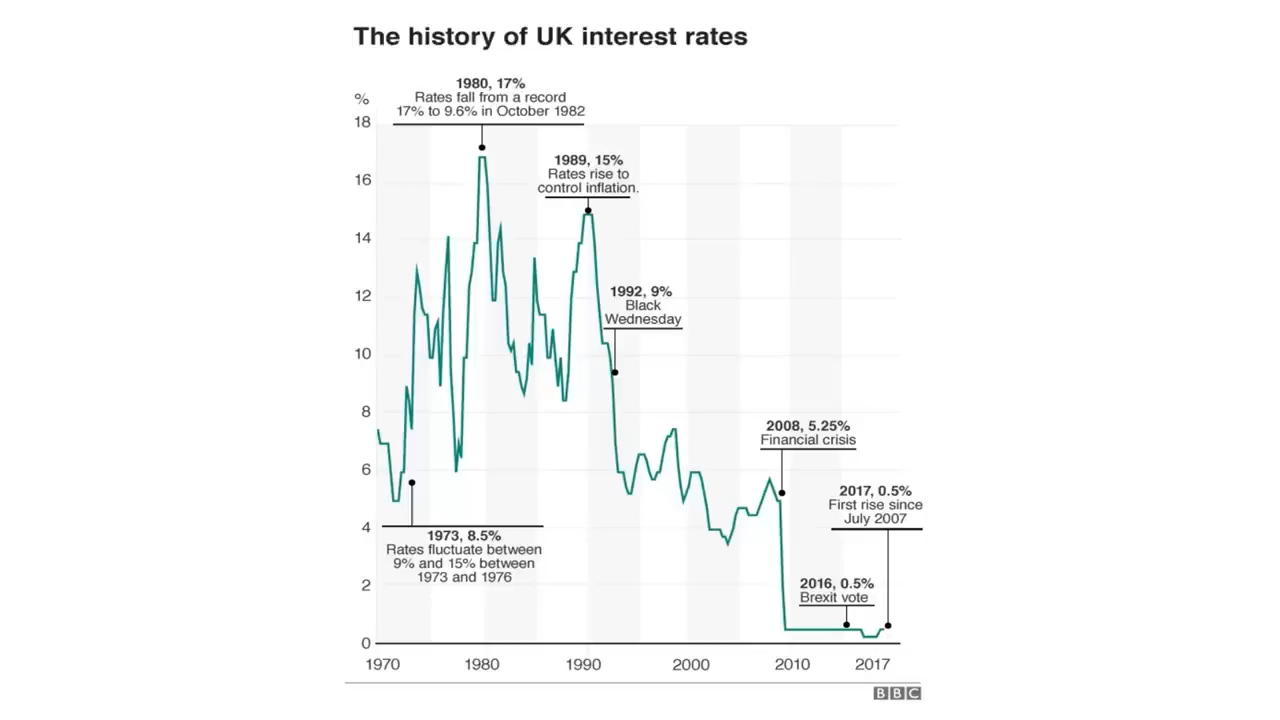 The history of UK interest rates
1980, 17%
Rates fall from a record
17% to 9.6% in October 1982
%
18
16
14
12
10
8
6
4
2
0
1989, 15%
Rates rise to
control inflation.
1992, 9%
Black
Wednesday
2008, 5.25%
Financial crisis
2017, 0.5%
First rise since
July 2007
1973, 8.5%
Rates fluctuate between
9% and 15% between
1973 and 1976
2016, 0.5%
Brexit vote
1970
1980
1990
2000
2010
2017
BBC